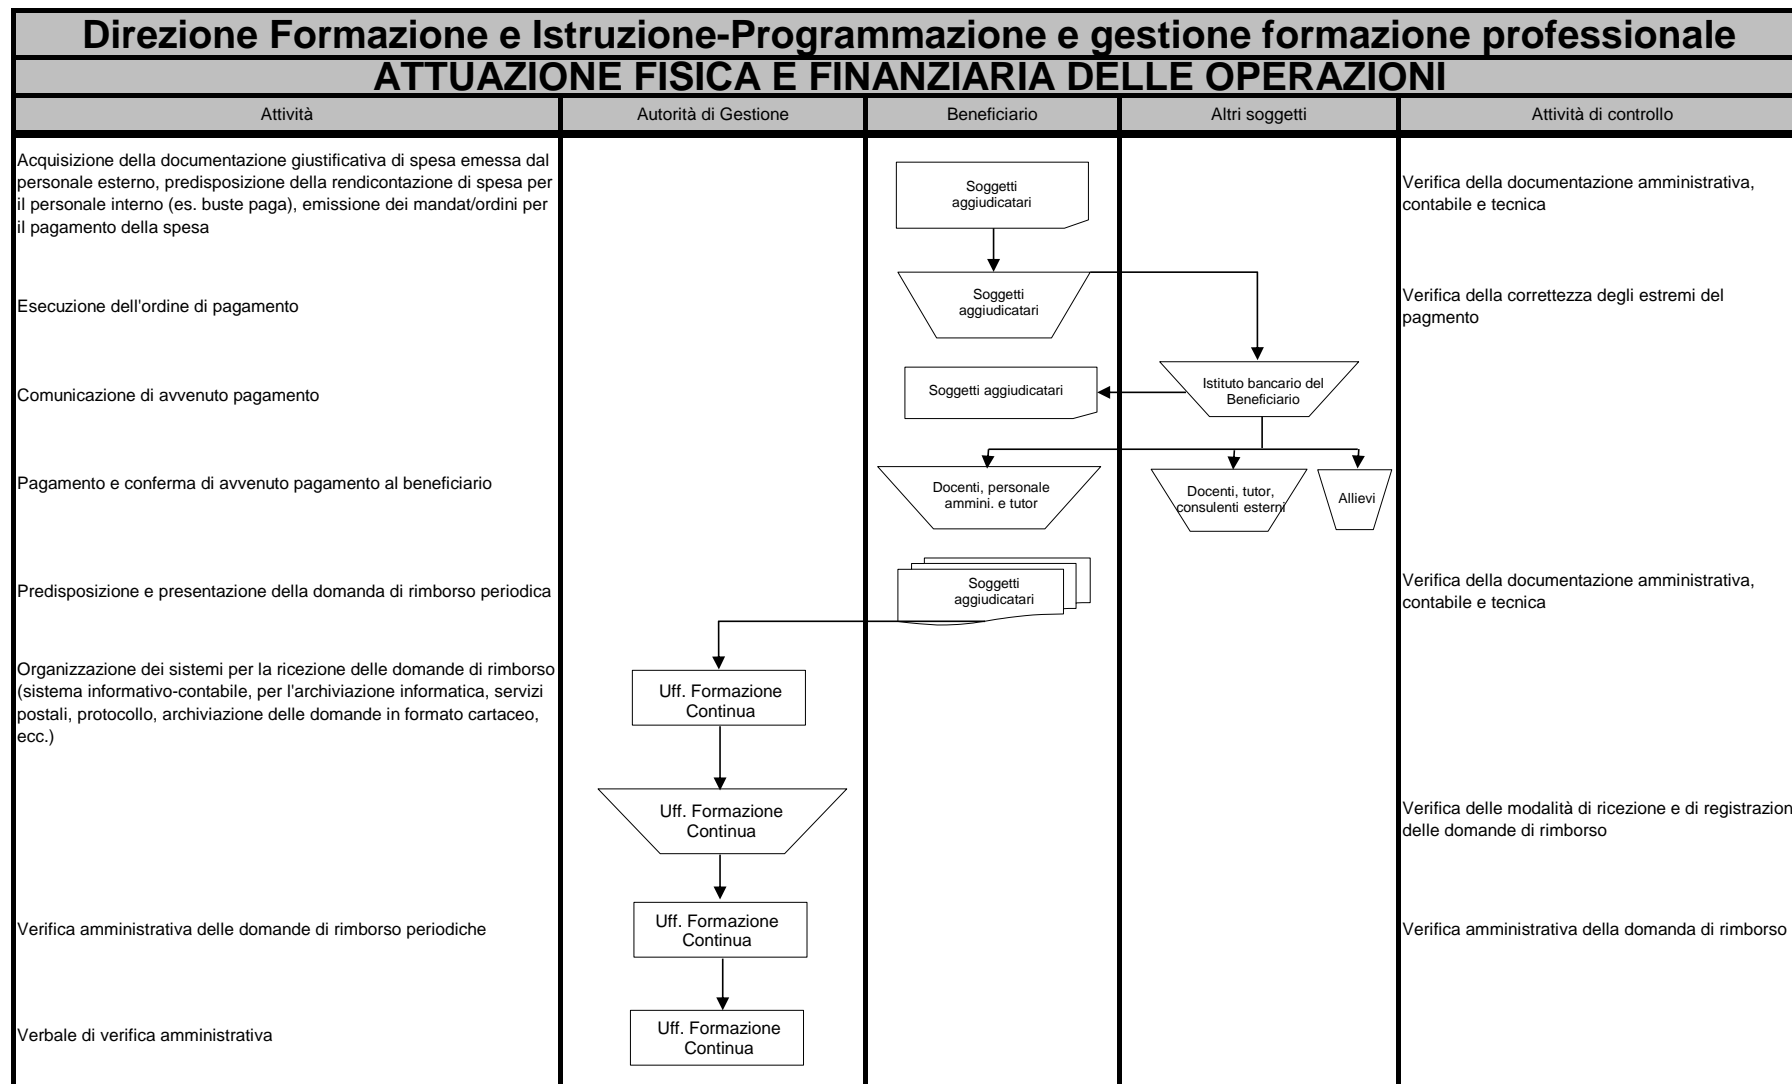 Direzione Formazione e Istruzione-Programmazione e gestione formazione professionale
ATTUAZIONE FISICA E FINANZIARIA DELLE OPERAZIONI
Attività
Autorità di Gestione
Beneficiario
Altri soggetti
Attività di controllo
Acquisizione della documentazione giustificativa di spesa emessa dal
personale esterno, predisposizione della rendicontazione di spesa per
il personale interno (es. buste paga), emissione dei mandat/ordini per
il pagamento della spesa
Soggetti
aggiudicatari
Verifica della documentazione amministrativa,
contabile e tecnica
Esecuzione dell'ordine di pagamento
Soggetti
aggiudicatari
Verifica della correttezza degli estremi del
pagmento
Comunicazione di avvenuto pagamento
Soggetti aggiudicatari
Istituto bancario del
Beneficiario
Pagamento e conferma di avvenuto pagamento al beneficiario
Docenti, personale
ammini. e tutor
Docenti, tutor,
consulenti esterni
Allievi
Predisposizione e presentazione della domanda di rimborso periodica
Soggetti
aggiudicatari
Verifica della documentazione amministrativa,
contabile e tecnica
Organizzazione dei sistemi per la ricezione delle domande di rimborso
(sistema informativo-contabile, per l'archiviazione informatica, servizi
postali, protocollo, archiviazione delle domande in formato cartaceo,
ecc.)
Uff. Formazione
Continua
Uff. Formazione
Continua
Verifica delle modalità di ricezione e di registrazion
delle domande di rimborso
Verifica amministrativa delle domande di rimborso periodiche
Uff. Formazione
Continua
Verifica amministrativa della domanda di rimborso
Verbale di verifica amministrativa
Uff. Formazione
Continua